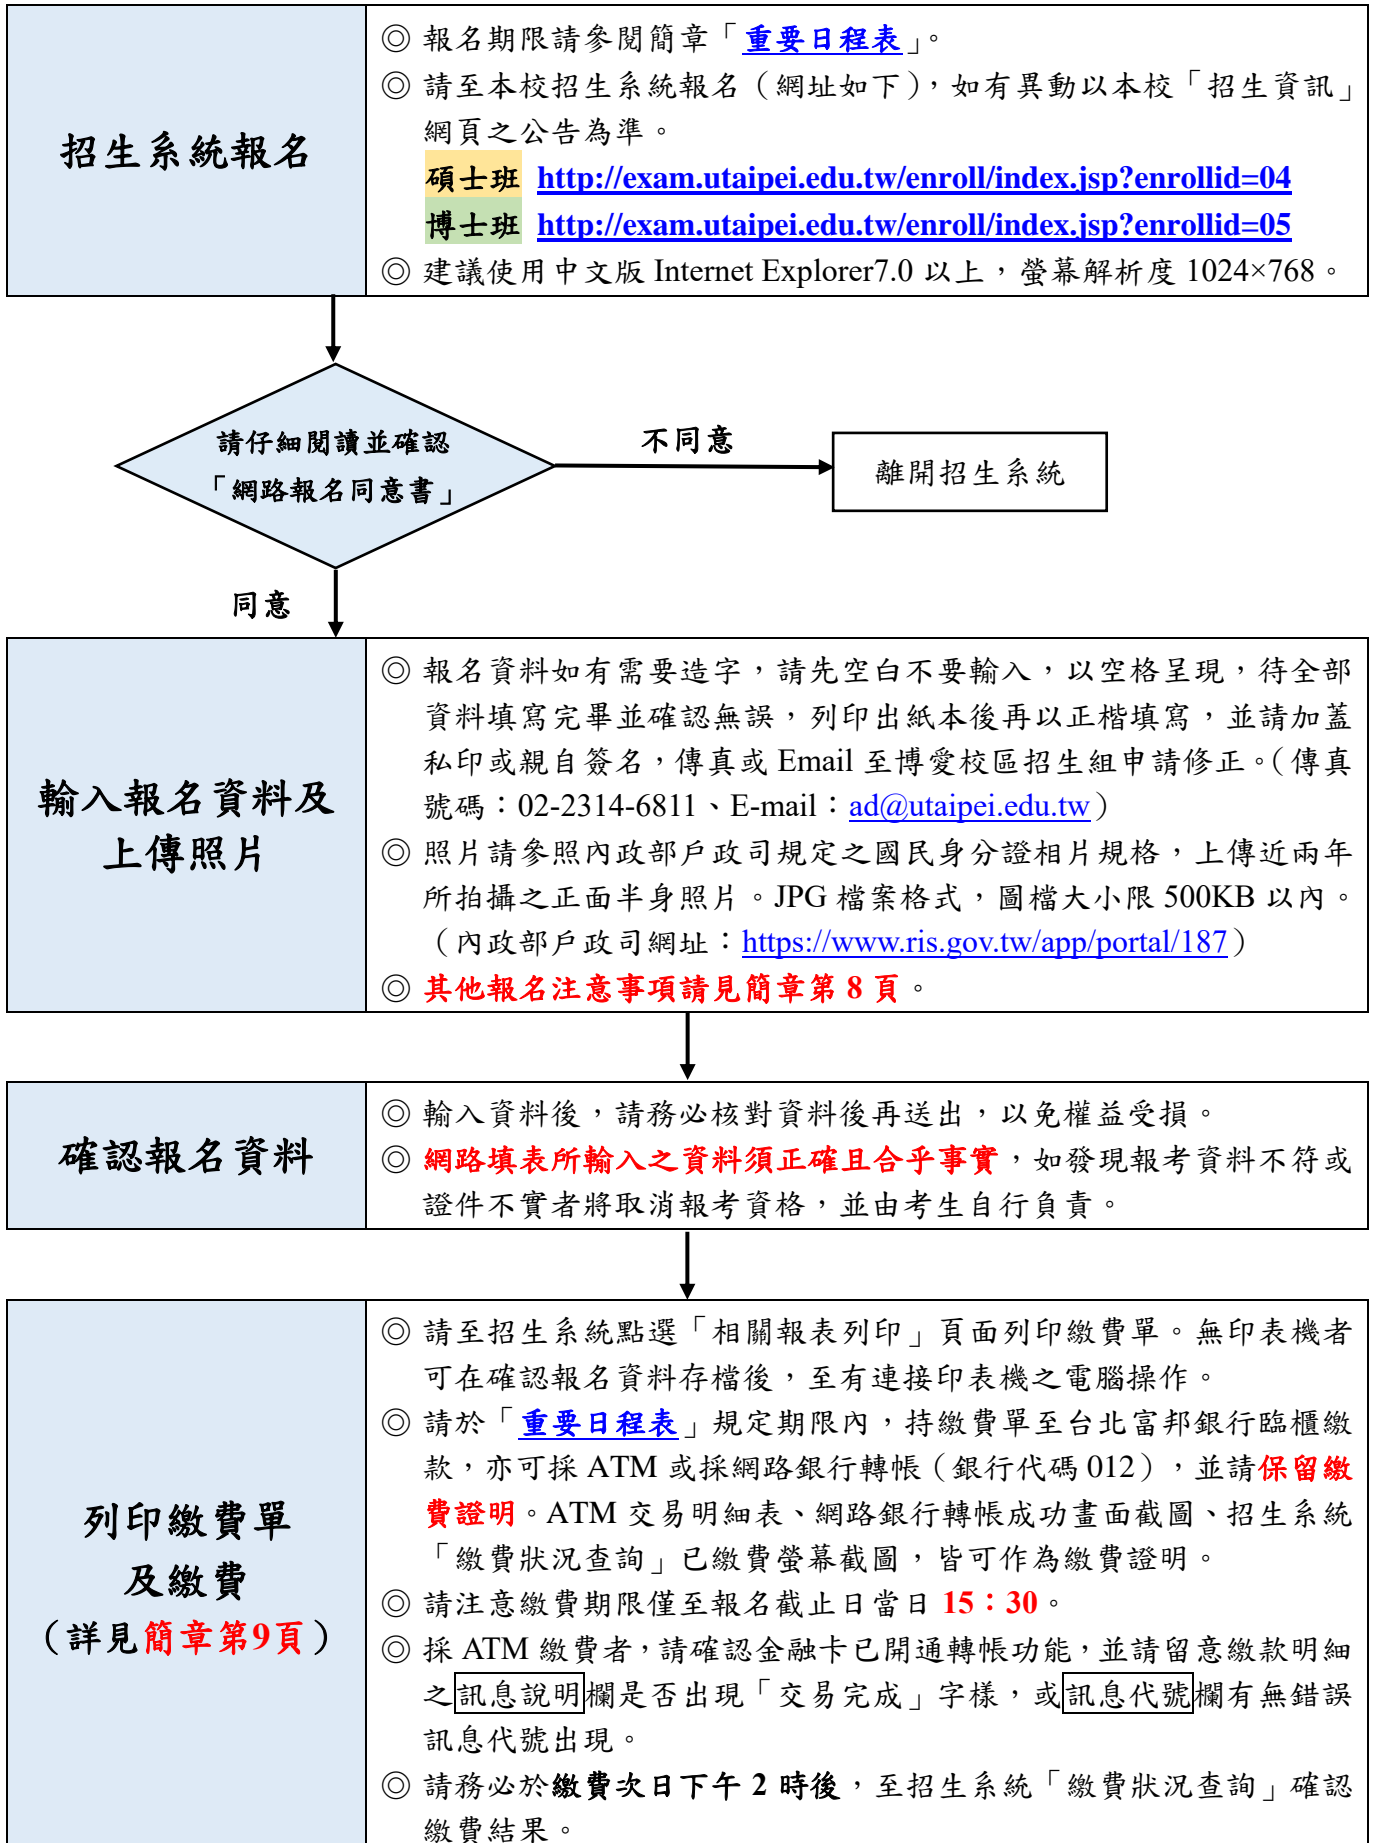 招生系統報名
◎ 報名期限請參閱簡章「重要日程表」。
◎ 請至本校招生系統報名（網址如下），如有異動以本校「招生資訊」
網頁之公告為準。
碩士班 http://exam.utaipei.edu.tw/enroll/index.jsp?enrollid=04
博士班 http://exam.utaipei.edu.tw/enroll/index.jsp?enrollid=05
◎ 建議使用中文版 Internet Explorer7.0 以上，螢幕解析度 1024×768。
請仔細閱讀並確認
「網路報名同意書」
不同意
離開招生系統
同意
輸入報名資料及
上傳照片
◎ 報名資料如有需要造字，請先空白不要輸入，以空格呈現，待全部
資料填寫完畢並確認無誤，列印出紙本後再以正楷填寫，並請加蓋
私印或親自簽名，傳真或 Email 至博愛校區招生組申請修正。（傳真
號碼：02-2314-6811、E-mail：ad@utaipei.edu.tw）
◎ 照片請參照內政部戶政司規定之國民身分證相片規格，上傳近兩年
所拍攝之正面半身照片。JPG 檔案格式，圖檔大小限 500KB 以內。
（內政部戶政司網址：https://www.ris.gov.tw/app/portal/187）
◎ 其他報名注意事項請見簡章第 8 頁。
確認報名資料
◎ 輸入資料後，請務必核對資料後再送出，以免權益受損。
◎ 網路填表所輸入之資料須正確且合乎事實，如發現報考資料不符或
證件不實者將取消報考資格，並由考生自行負責。
列印繳費單
及繳費
（詳見簡章第9頁）
◎ 請至招生系統點選「相關報表列印」頁面列印繳費單。無印表機者
可在確認報名資料存檔後，至有連接印表機之電腦操作。
◎ 請於「重要日程表」規定期限內，持繳費單至台北富邦銀行臨櫃繳
款，亦可採 ATM 或採網路銀行轉帳（銀行代碼 012），並請保留繳
費證明。ATM 交易明細表、網路銀行轉帳成功畫面截圖、招生系統
「繳費狀況查詢」已繳費螢幕截圖，皆可作為繳費證明。
◎ 請注意繳費期限僅至報名截止日當日 15：30。
◎ 採 ATM 繳費者，請確認金融卡已開通轉帳功能，並請留意繳款明細
之訊息說明欄是否出現「交易完成」字樣，或訊息代號欄有無錯誤
訊息代號出現。
◎ 請務必於繳費次日下午 2 時後，至招生系統「繳費狀況查詢」確認
繳費結果。